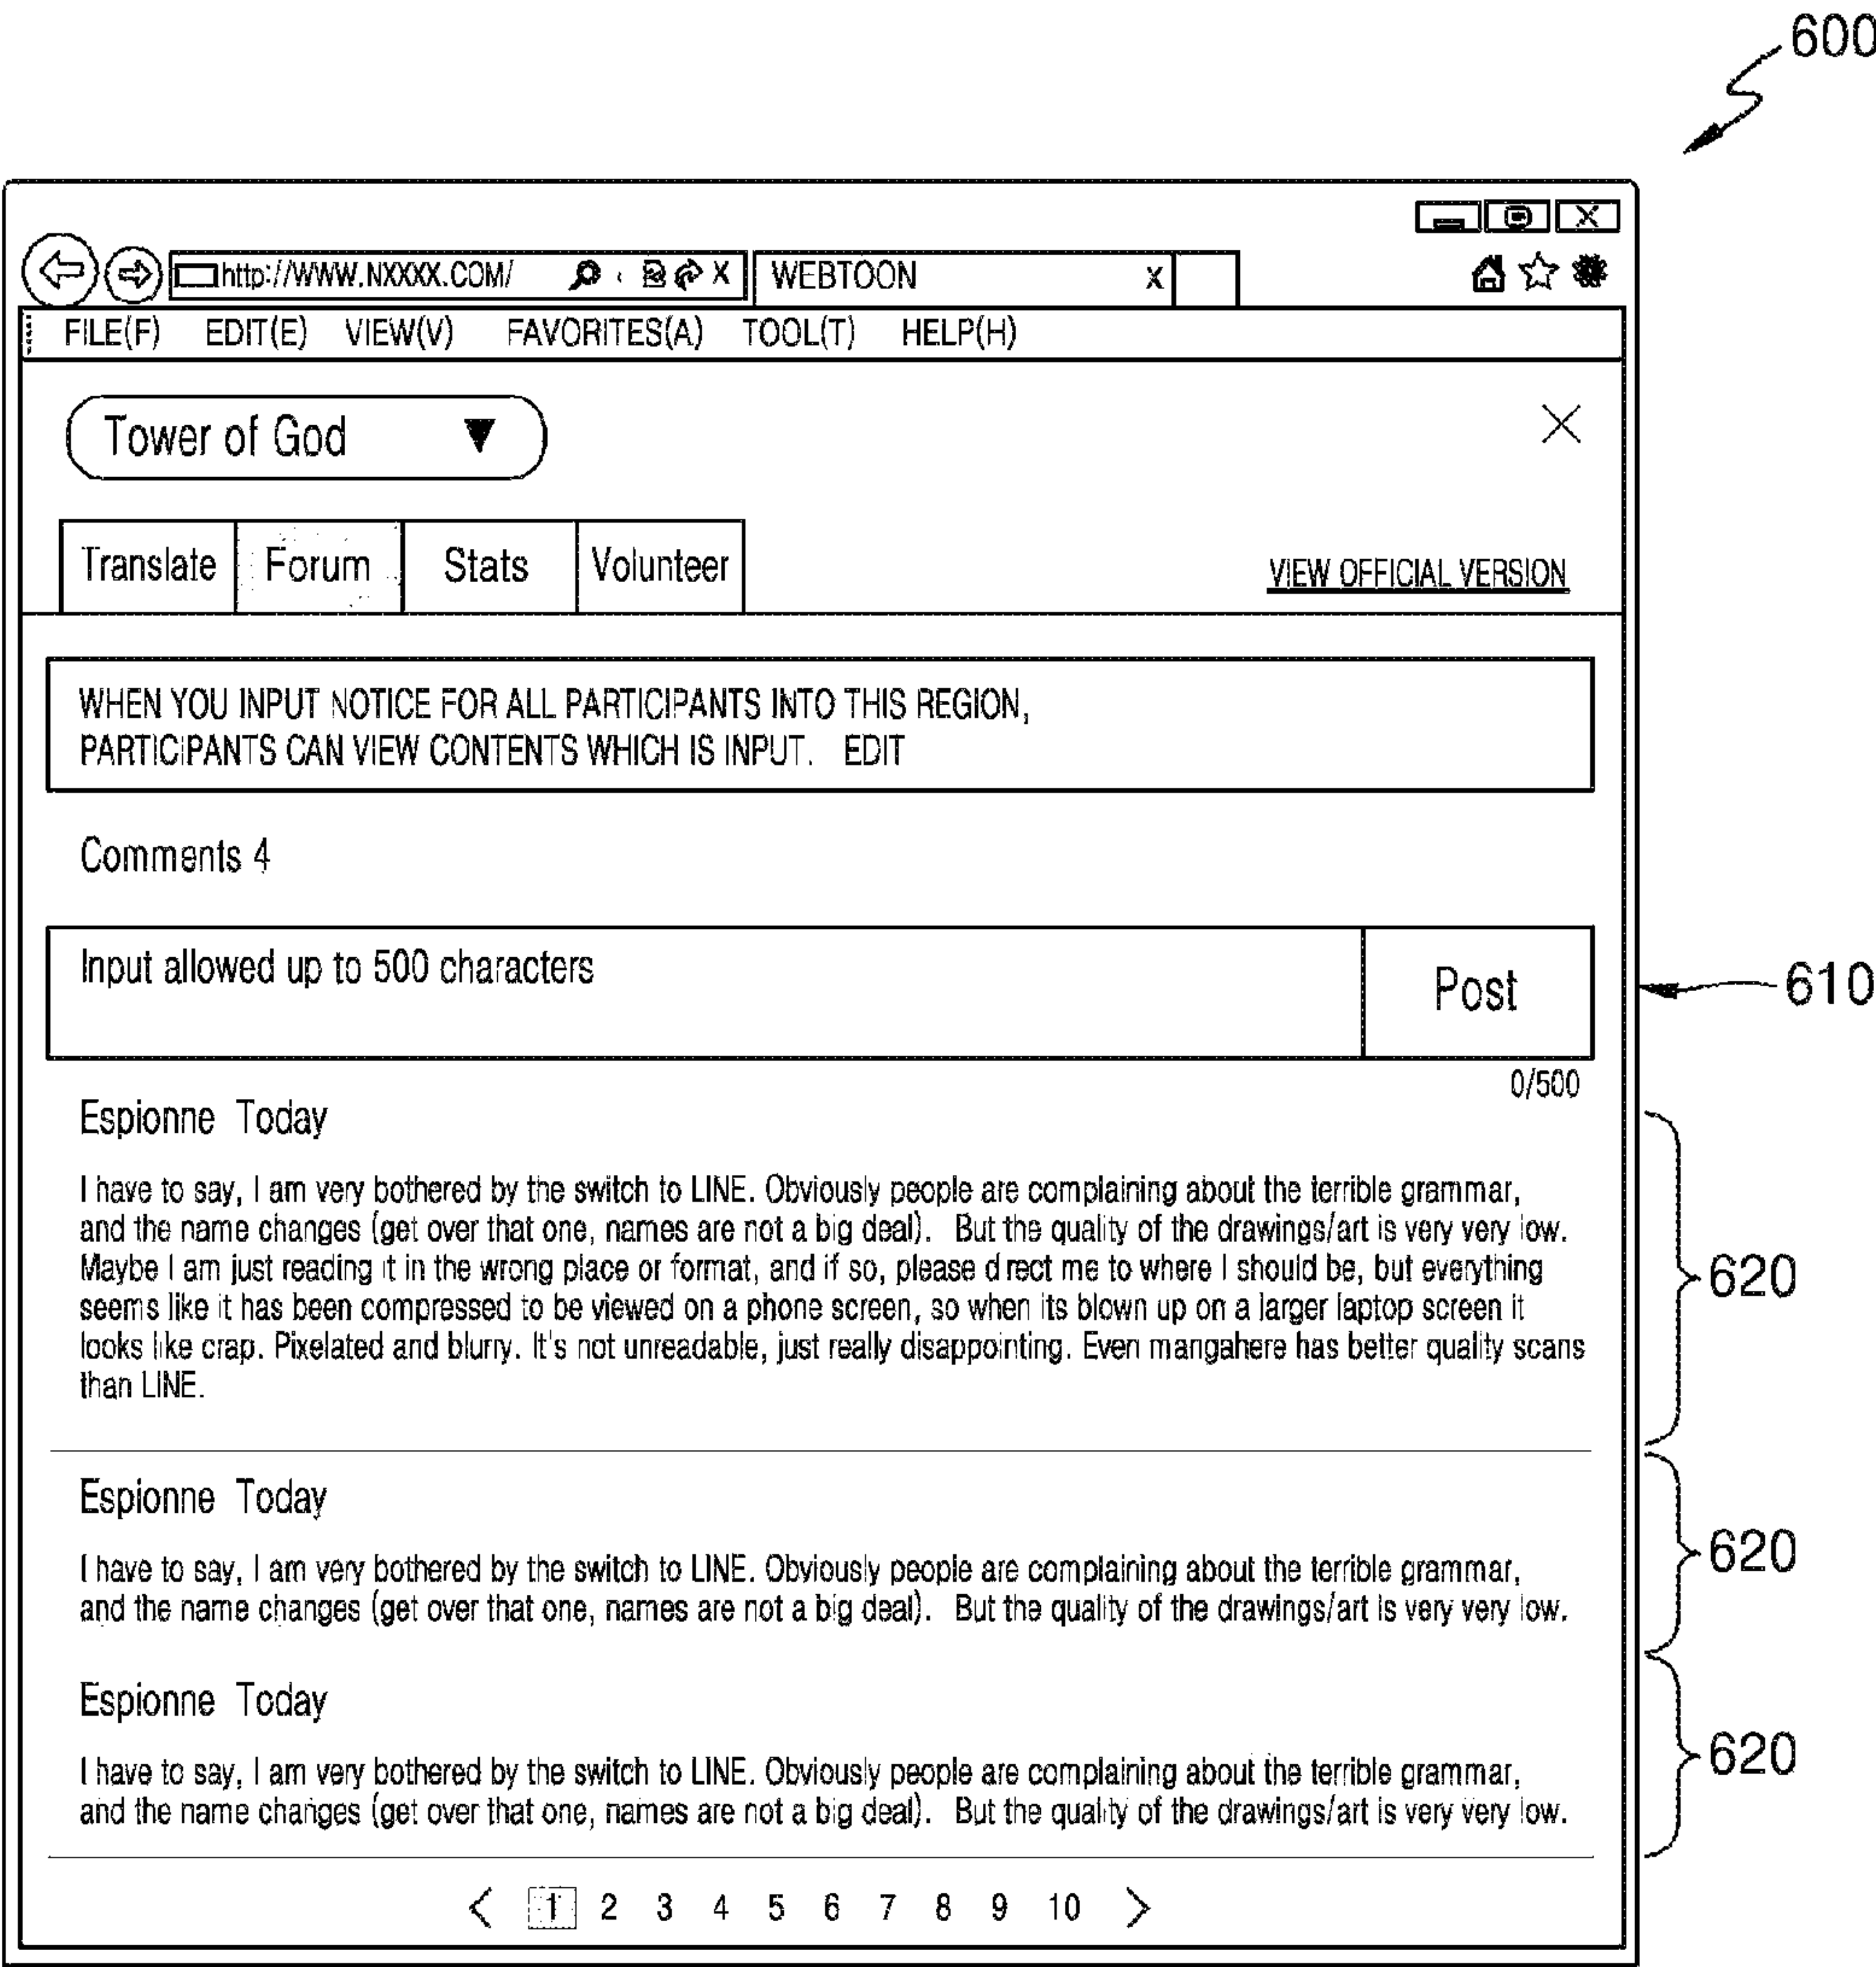 600
http://WWW.NXXXX.COM/ X WEBTOON X
FILE(F) EDIT(E) VIEW(V) FAVORITES(A) TOOL(T) HELP(H)
Tower of God ▼
Translate Forum Stats Volunteer VIEW OFFICIAL VERSION
WHEN YOU INPUT NOTICE FOR ALL PARTICIPANTS INTO THIS REGION,
PARTICIPANTS CAN VIEW CONTENTS WHICH IS INPUT. EDIT
Comments 4
Input allowed up to 500 characters Post 610
0/500
Espionne Today
I have to say, I am very bothered by the switch to LINE. Obviously people are complaining about the terrible grammar,
and the name changes (get over that one, names are not a big deal). But the quality of the drawings/art is very very low.
Maybe I am just reading it in the wrong place or format, and if so, please direct me to where I should be, but everything 620
seems like it has been compressed to be viewed on a phone screen, so when its blown up on a larger laptop screen it
looks like crap. Pixelated and blurry. It's not unreadable, just really disappointing. Even mangahere has better quality scans
than LINE.
Espionne Today
I have to say, I am very bothered by the switch to LINE. Obviously people are complaining about the terrible grammar, 620
and the name changes (get over that one, names are not a big deal). But the quality of the drawings/art is very very low.
Espionne Today
I have to say, I am very bothered by the switch to LINE. Obviously people are complaining about the terrible grammar, 620
and the name changes (get over that one, names are not a big deal). But the quality of the drawings/art is very very low.
< 1 2 3 4 5 6 7 8 9 10 >